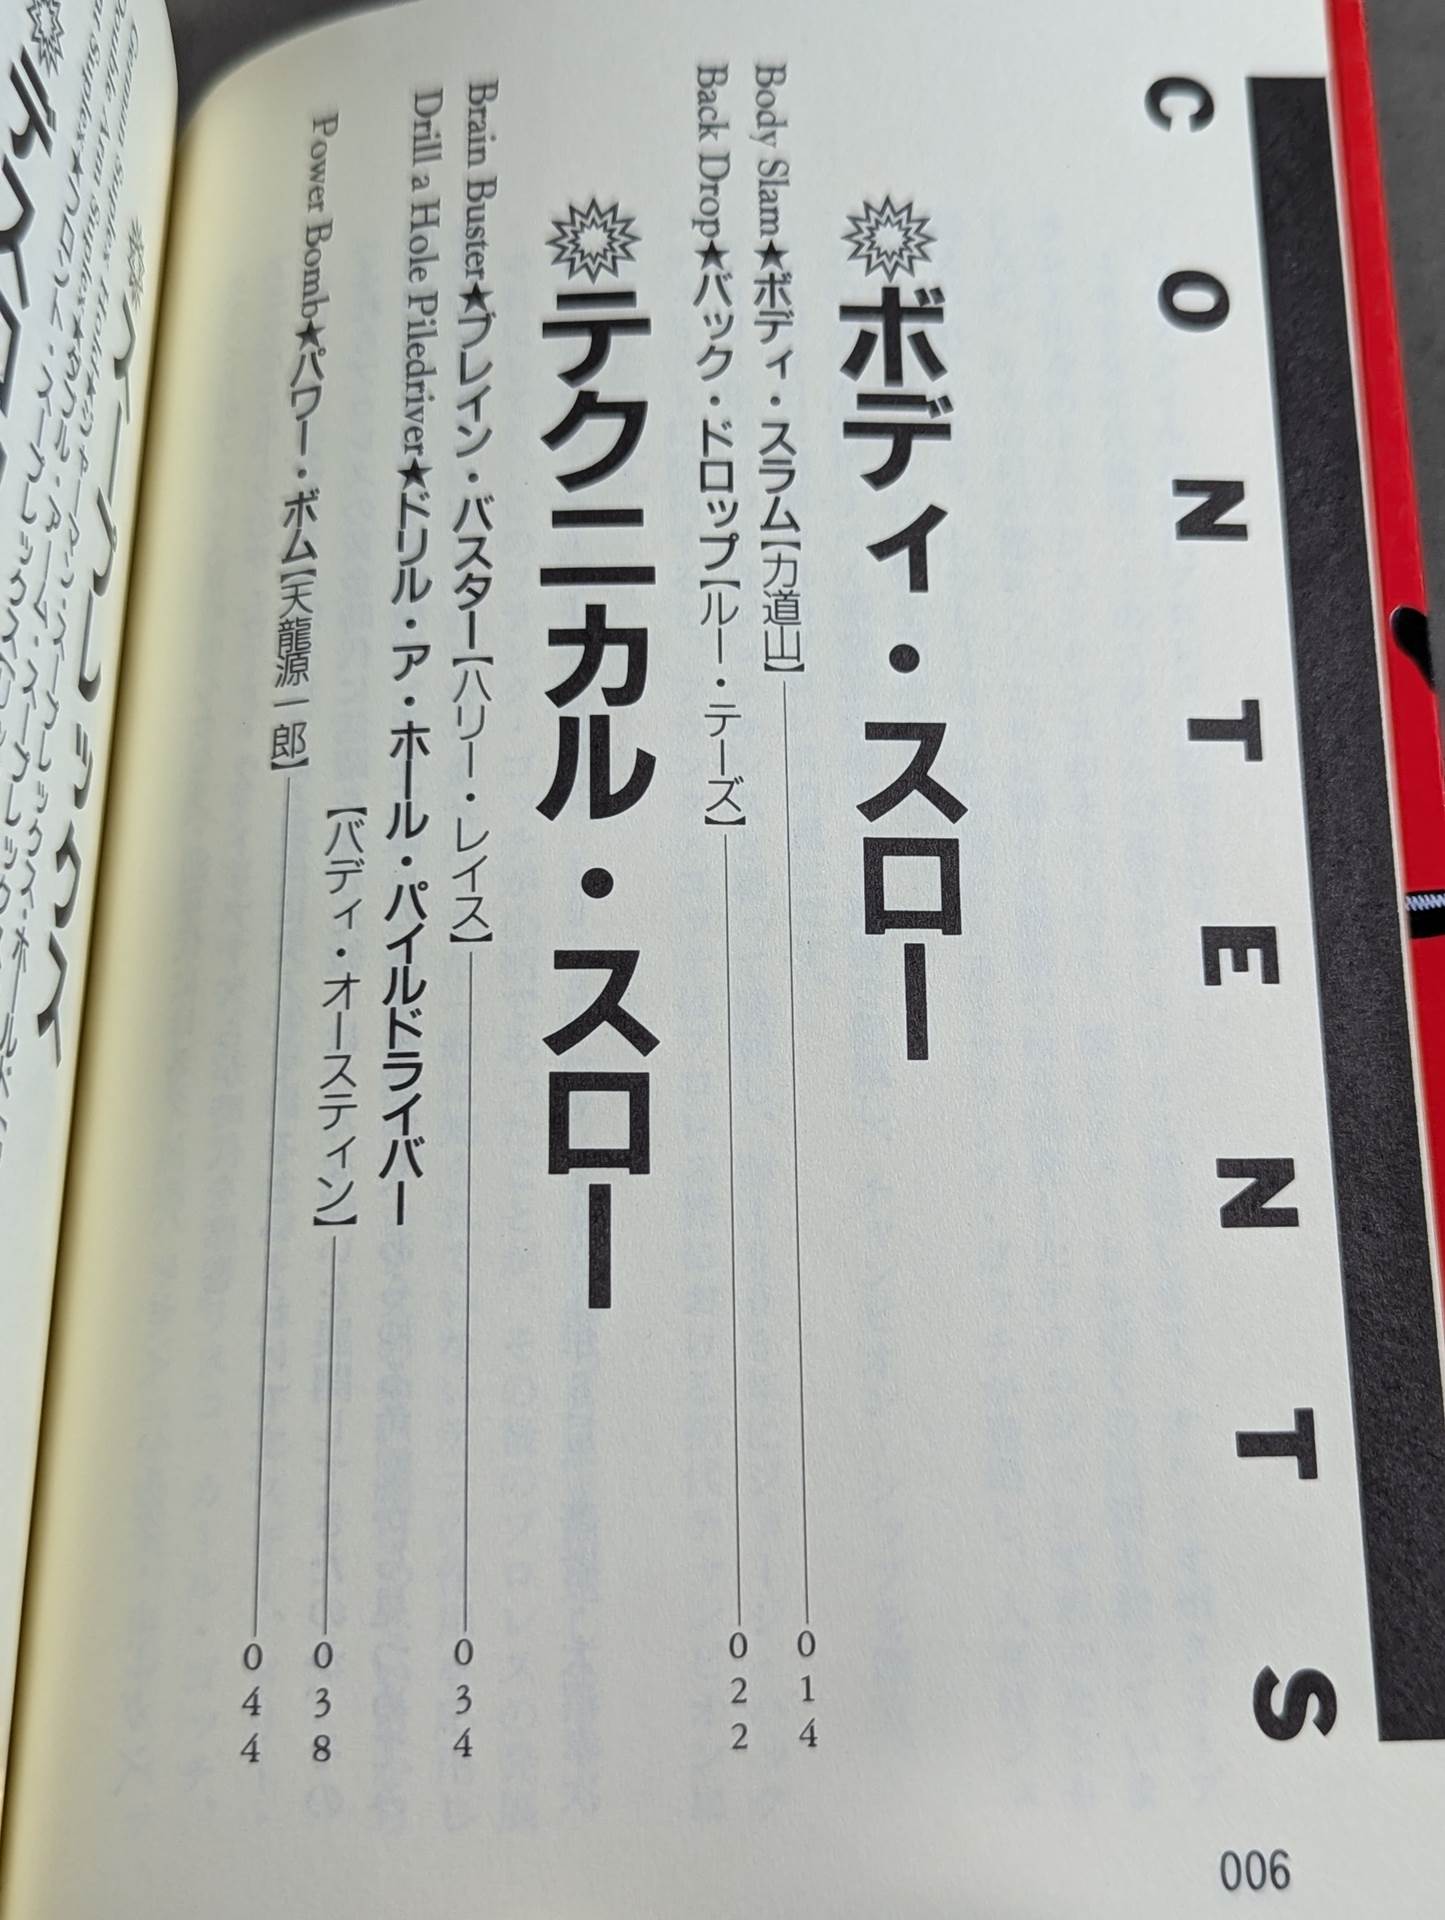 CONTENTS
ボディ・スロー
Body Slam★ボディ・スラム【力道山】 014
Back Drop★バック・ドロップ【ルー・テーズ】 022
テクニカル・スロー
Brain Buster★ブレイン・バスター【ハリー・レイス】 034
Drill a Hole Piledriver★ドリル・ア・ホール・パイルドライバー
【バディ・オースティン】 038
Power Bomb★パワー・ボム【天龍源一郎】 044
006